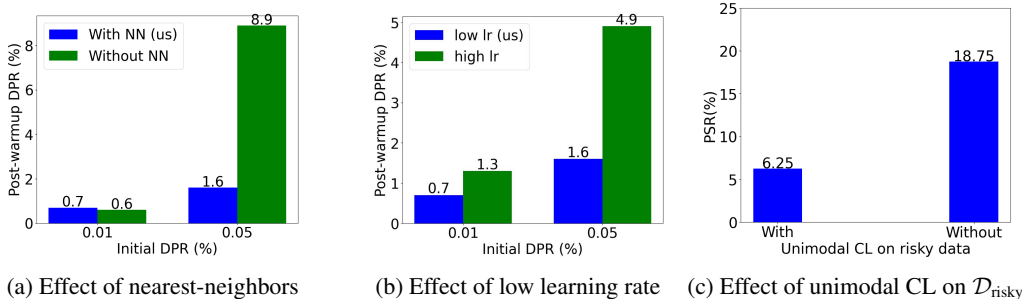 Post-warmup DPR (%)
8
6
4
2
0
With NN (us)
Without NN
0.7
0.6
1.6
8.9
0.01
0.05
Initial DPR (%)
(a) Effect of nearest-neighbors
Post-warmup DPR (%)
5
4
3
2
1
0
low lr (us)
high lr
0.7
1.3
1.6
4.9
0.01
0.05
Initial DPR (%)
(b) Effect of low learning rate
PSR(%)
25
20
15
10
5
0
6.25
18.75
With
Without
Unimodal CL on risky data
(c) Effect of unimodal CL on 𝒟risky